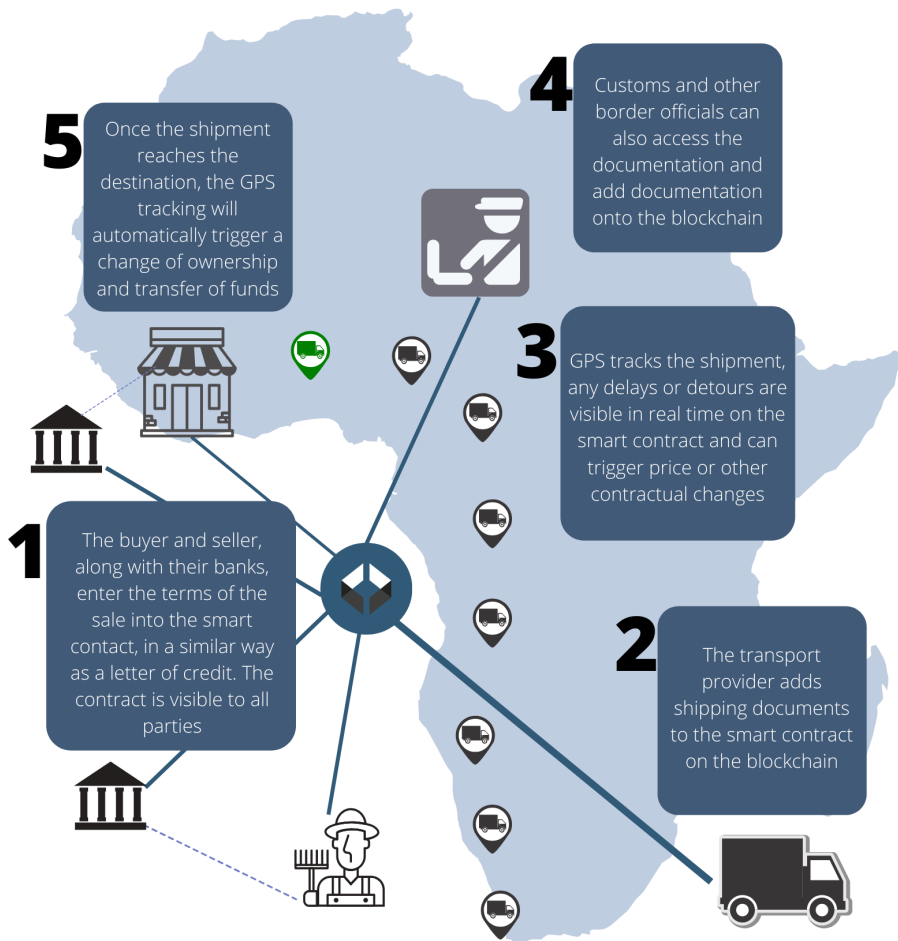 1
The buyer and seller,
along with their banks,
enter the terms of the
sale into the smart
contact, in a similar way
as a letter of credit. The
contract is visible to all
parties
2
The transport
provider adds
shipping documents
to the smart contract
on the blockchain
3
GPS tracks the shipment,
any delays or detours are
visible in real time on the
smart contract and can
trigger price or other
contractual changes
4
Customs and other
border officials can
also access the
documentation and
add documentation
onto the blockchain
5
Once the shipment
reaches the
destination, the GPS
tracking will
automatically trigger a
change of ownership
and transfer of funds